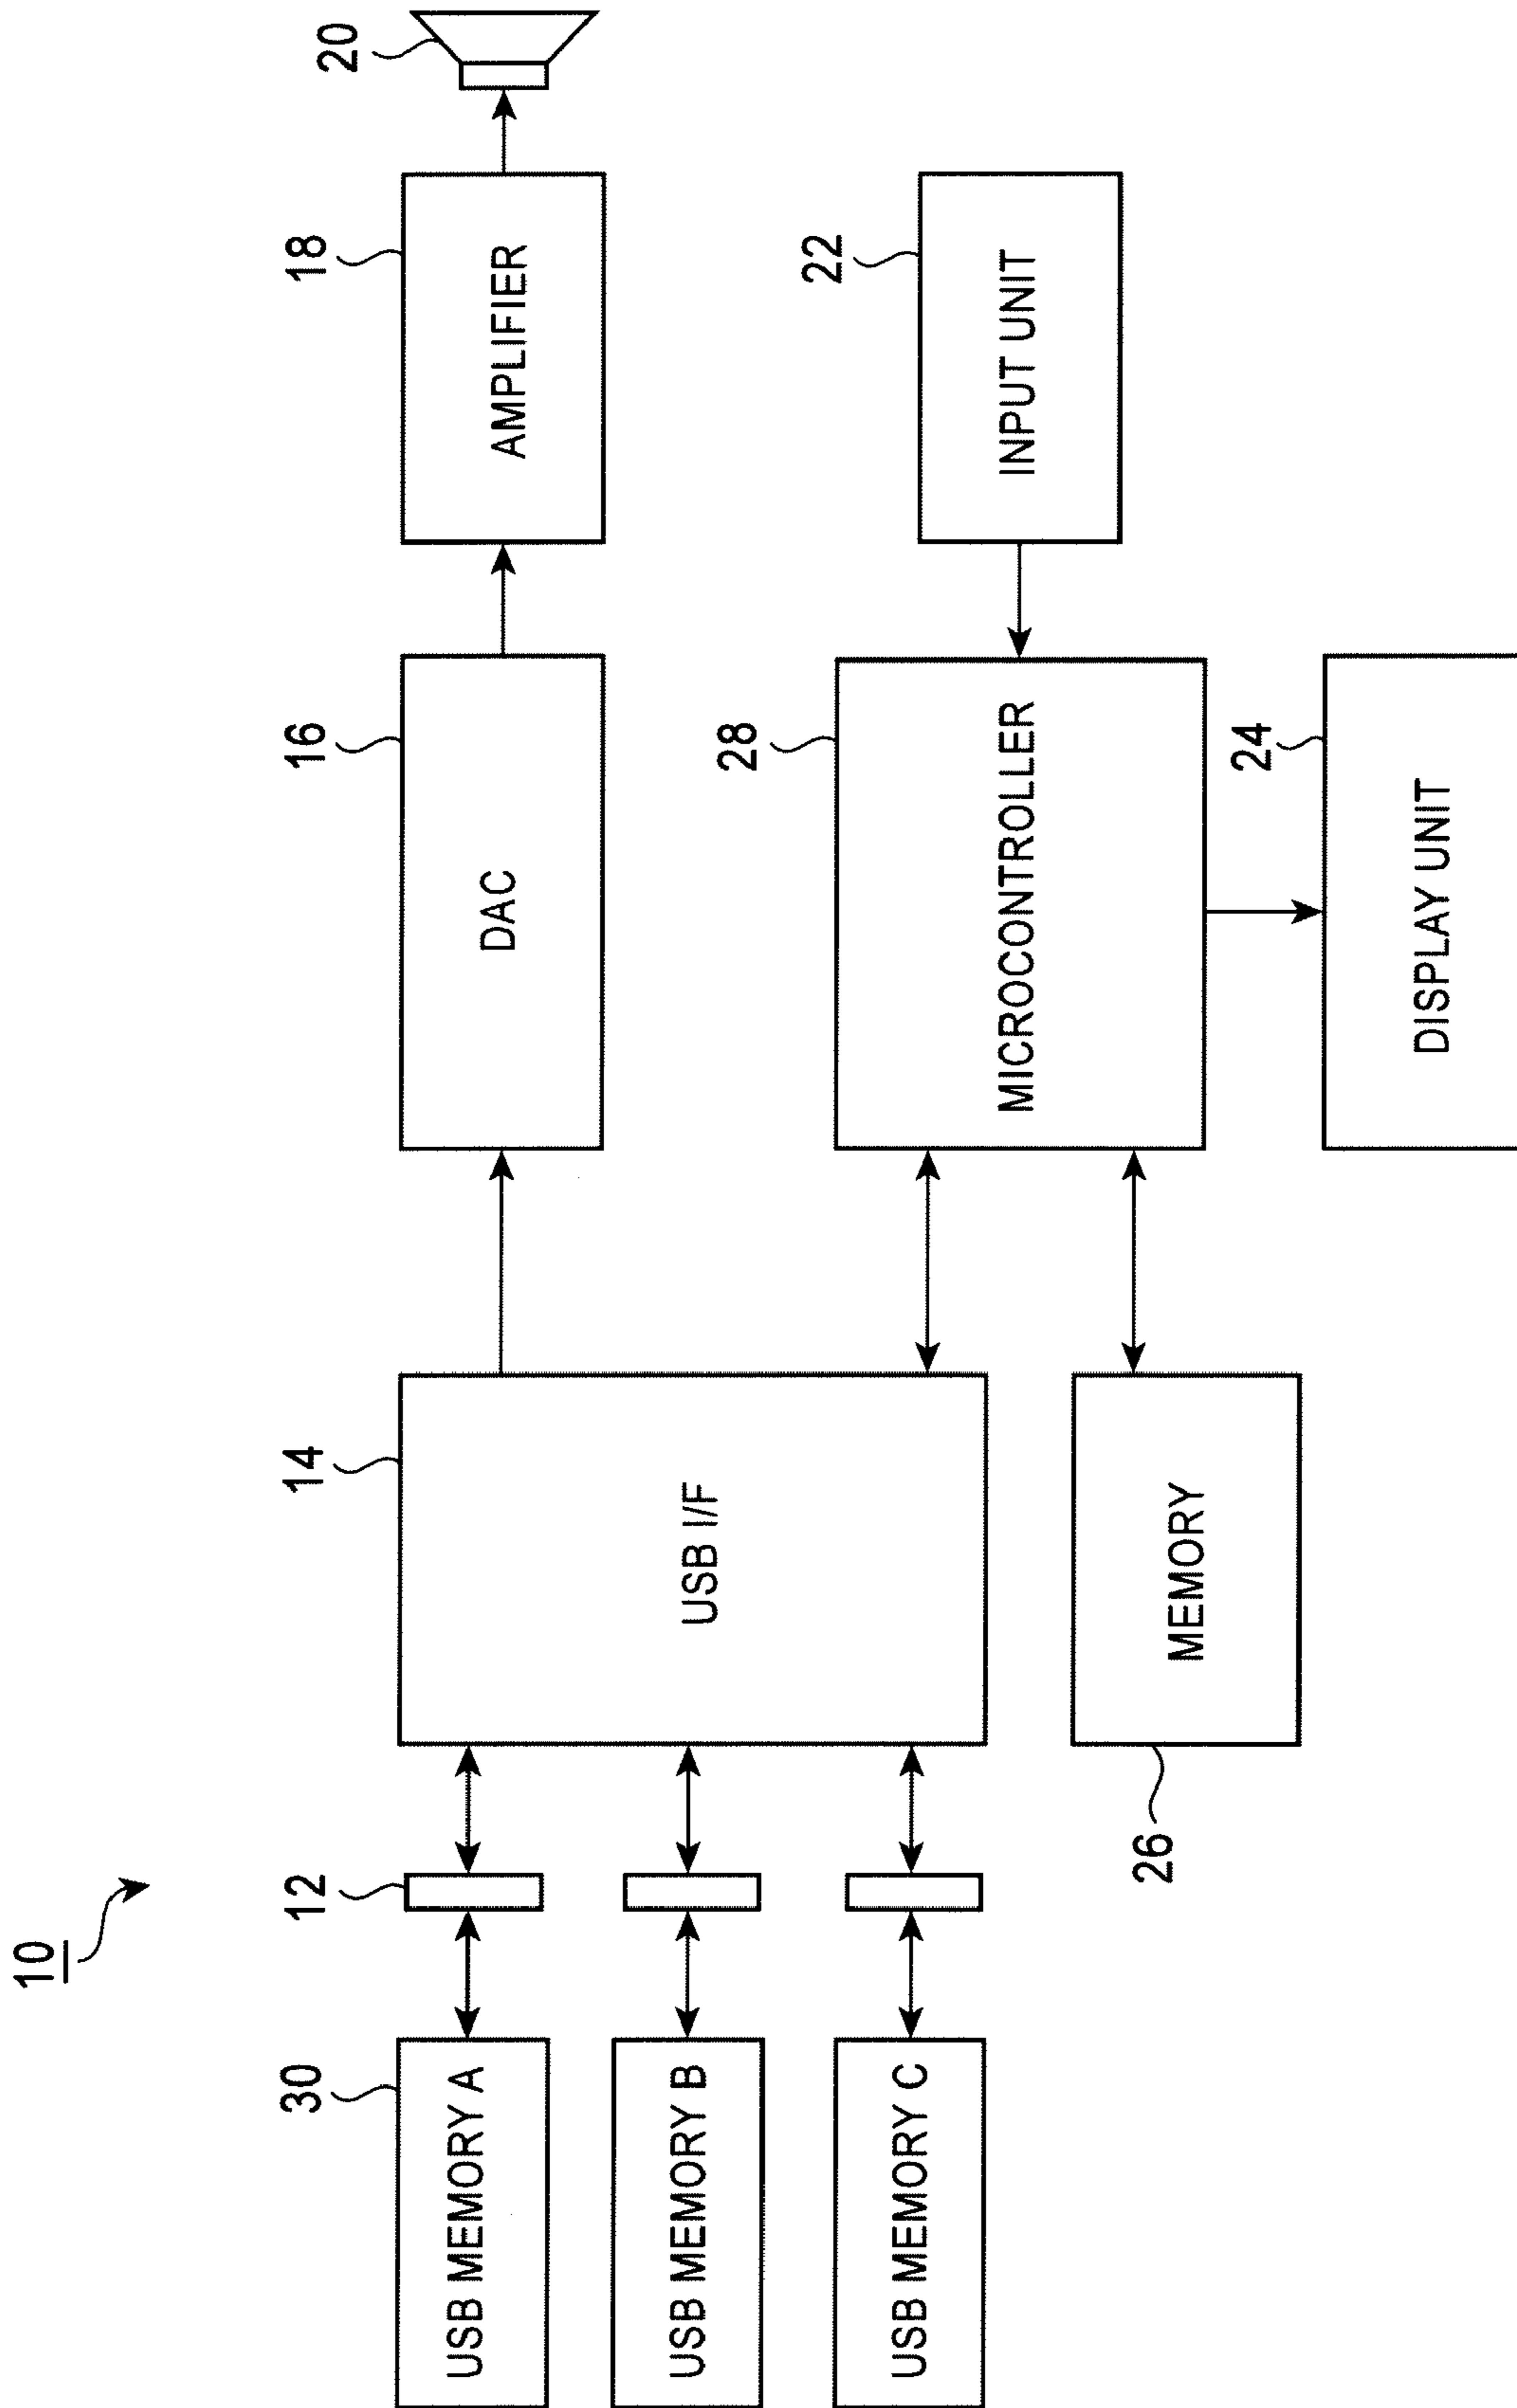 10
30
USB MEMORY A
USB MEMORY B
USB MEMORY C
12
14
USB I/F
26
MEMORY
16
DAC
28
MICROCONTROLLER
24
DISPLAY UNIT
18
AMPLIFIER
22
INPUT UNIT
20